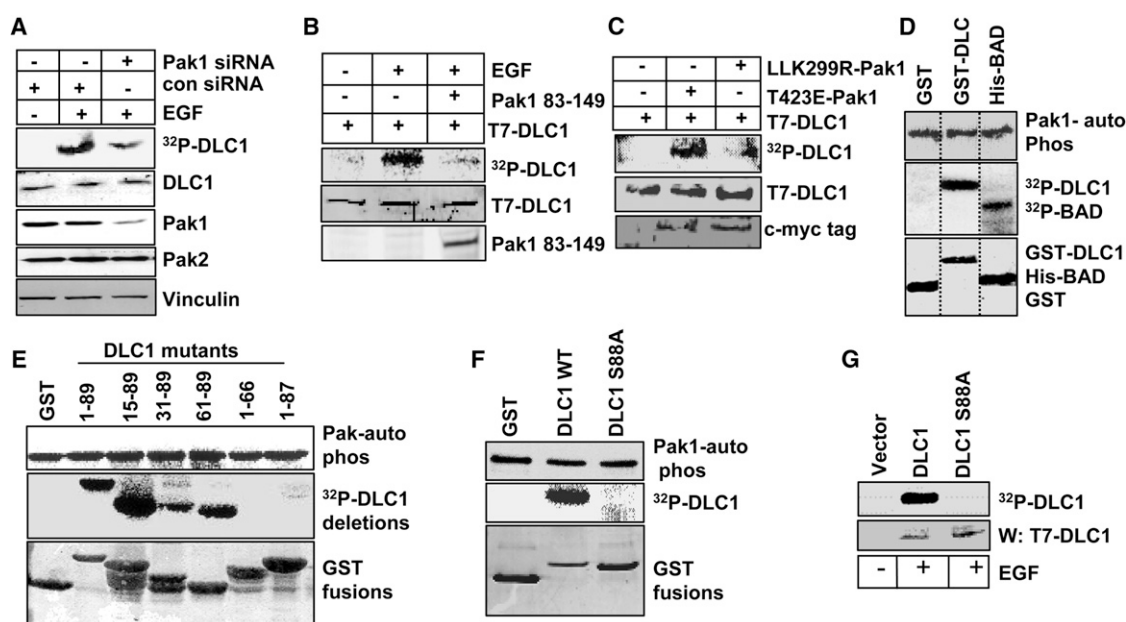 A
- - + Pak1 siRNA
+ + - con siRNA
- + + EGF
32P-DLC1
DLC1
Pak1
Pak2
Vinculin
B
- + + EGF
- - + Pak1 83-149
+ + + T7-DLC1
32P-DLC1
T7-DLC1
Pak1 83-149
C
- - + LLK299R-Pak1
- + - T423E-Pak1
+ + + T7-DLC1
32P-DLC1
T7-DLC1
c-myc tag
D
GST
GST-DLC
His-BAD
Pak1- auto
Phos
32P-DLC1
32P-BAD
GST-DLC1
His-BAD
GST
E
DLC1 mutants
GST
1-89
15-89
31-89
61-89
1-66
1-87
Pak-auto
phos
32P-DLC1
deletions
GST
fusions
F
GST
DLC1 WT
DLC1 S88A
Pak1-auto
phos
32P-DLC1
GST
fusions
G
Vector
DLC1
DLC1 S88A
32P-DLC1
W: T7-DLC1
- + + EGF